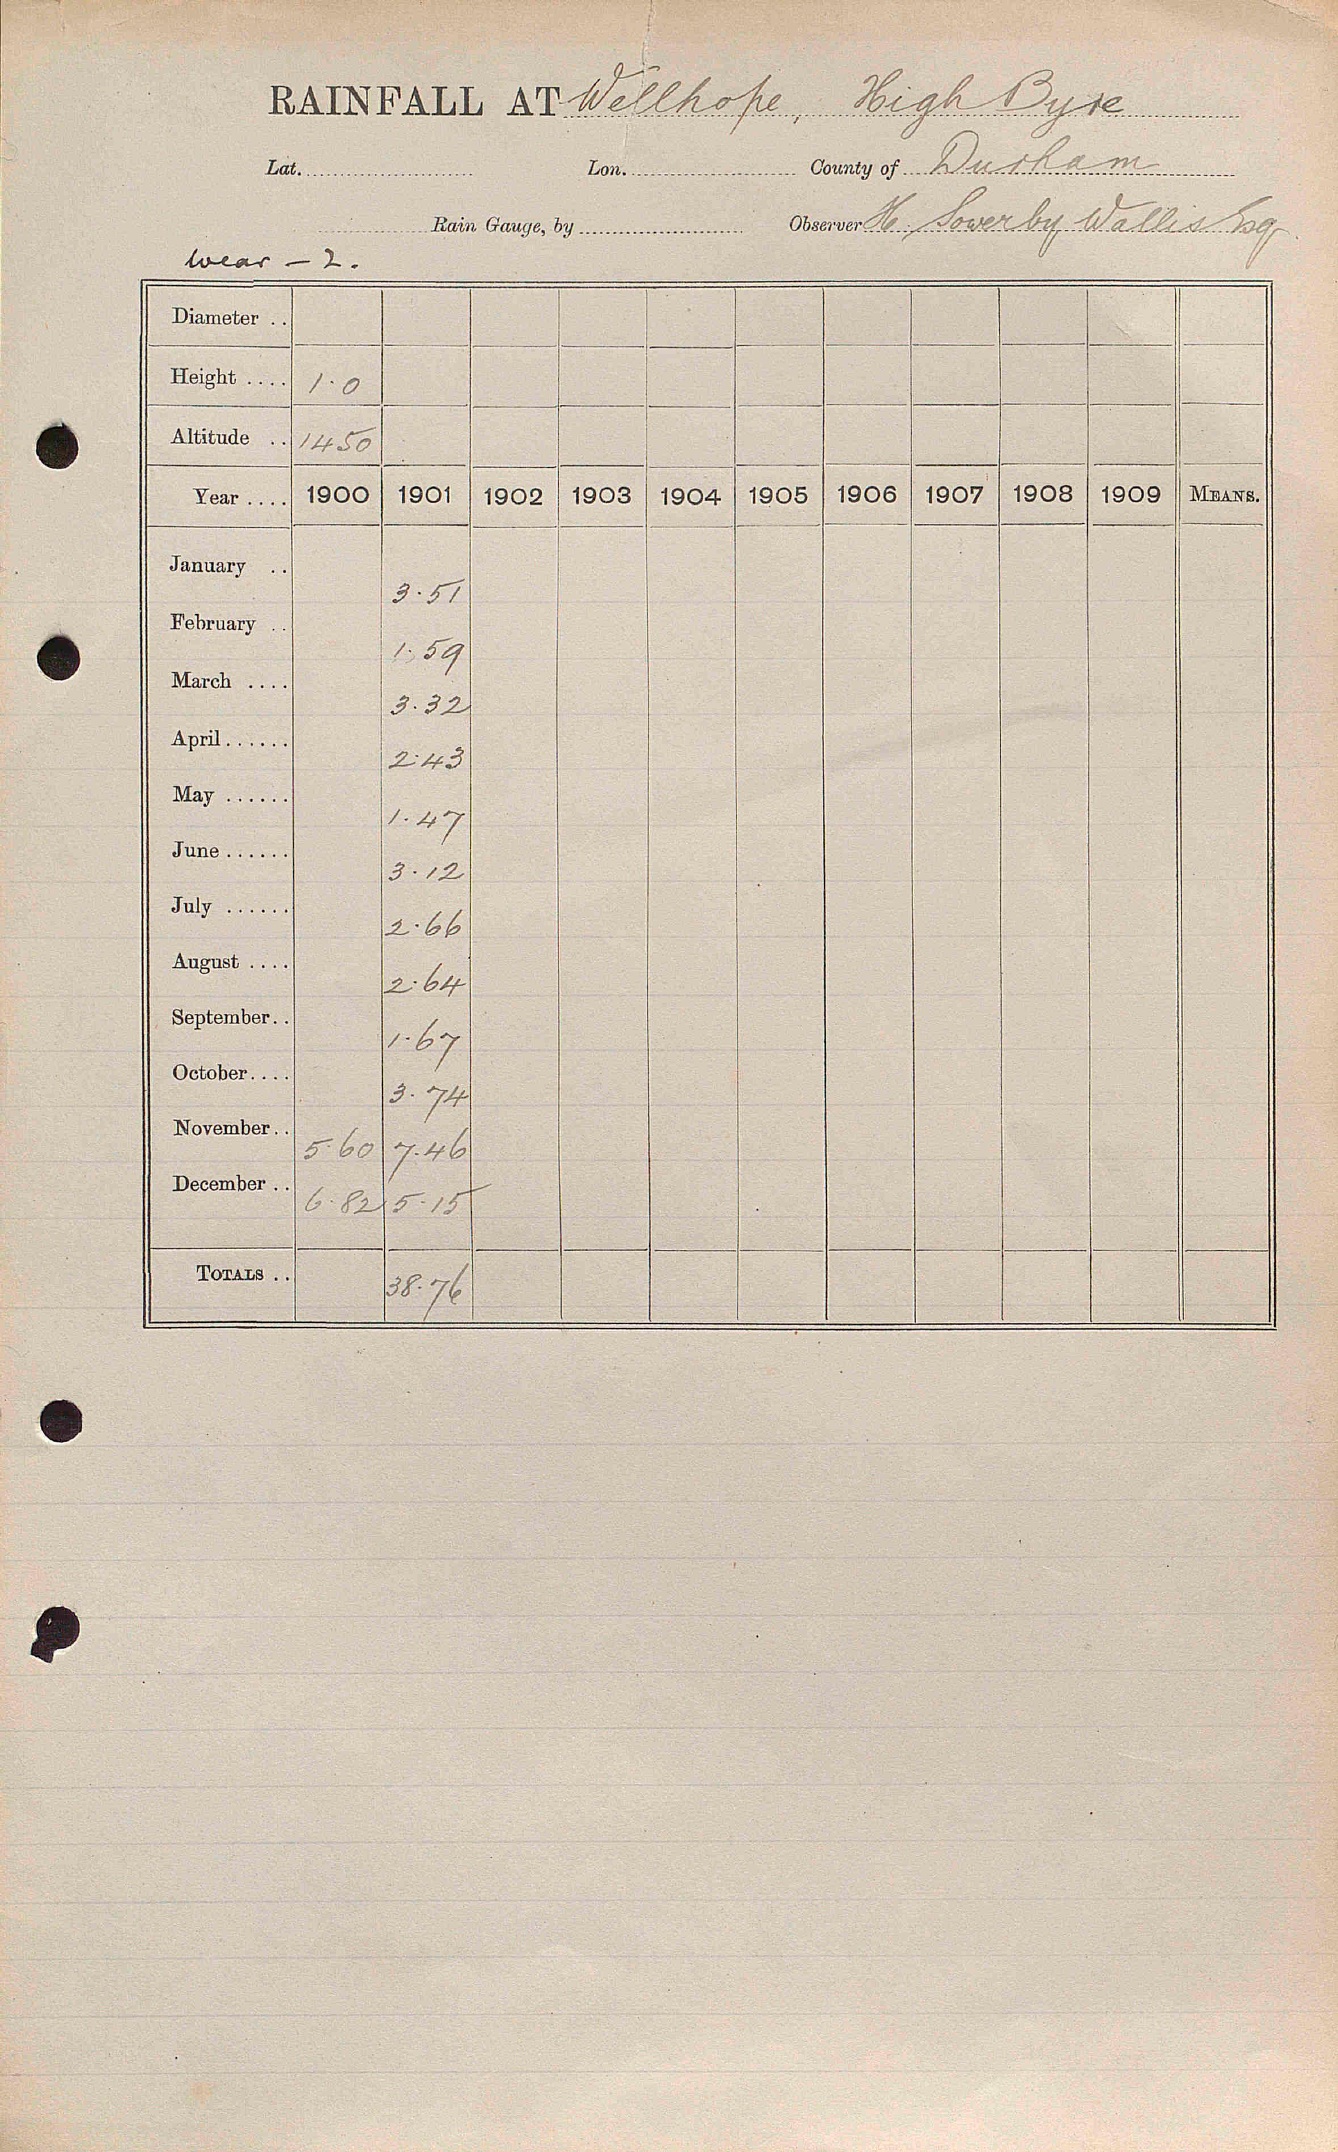 RAINFALL AT Wellhope, High Byre
Lat. Lon. County of Durham
Rain Gauge, by Observer H. Sowerby Wallis Esq
Wear - 2.
Diameter ..
Height .... 1.0
Altitude .. 1450
Year .... 1900 1901 1902 1903 1904 1905 1906 1907 1908 1909 MEANS.
January .. 3.51
February .. 1.59
March .... 3.32
April...... 2.43
May ...... 1.47
June ...... 3.12
July ...... 2.66
August .... 2.64
September.. 1.67
October.... 3.74
November.. 5.60 7.46
December .. 6.82 5.15
TOTALS .. 38.76